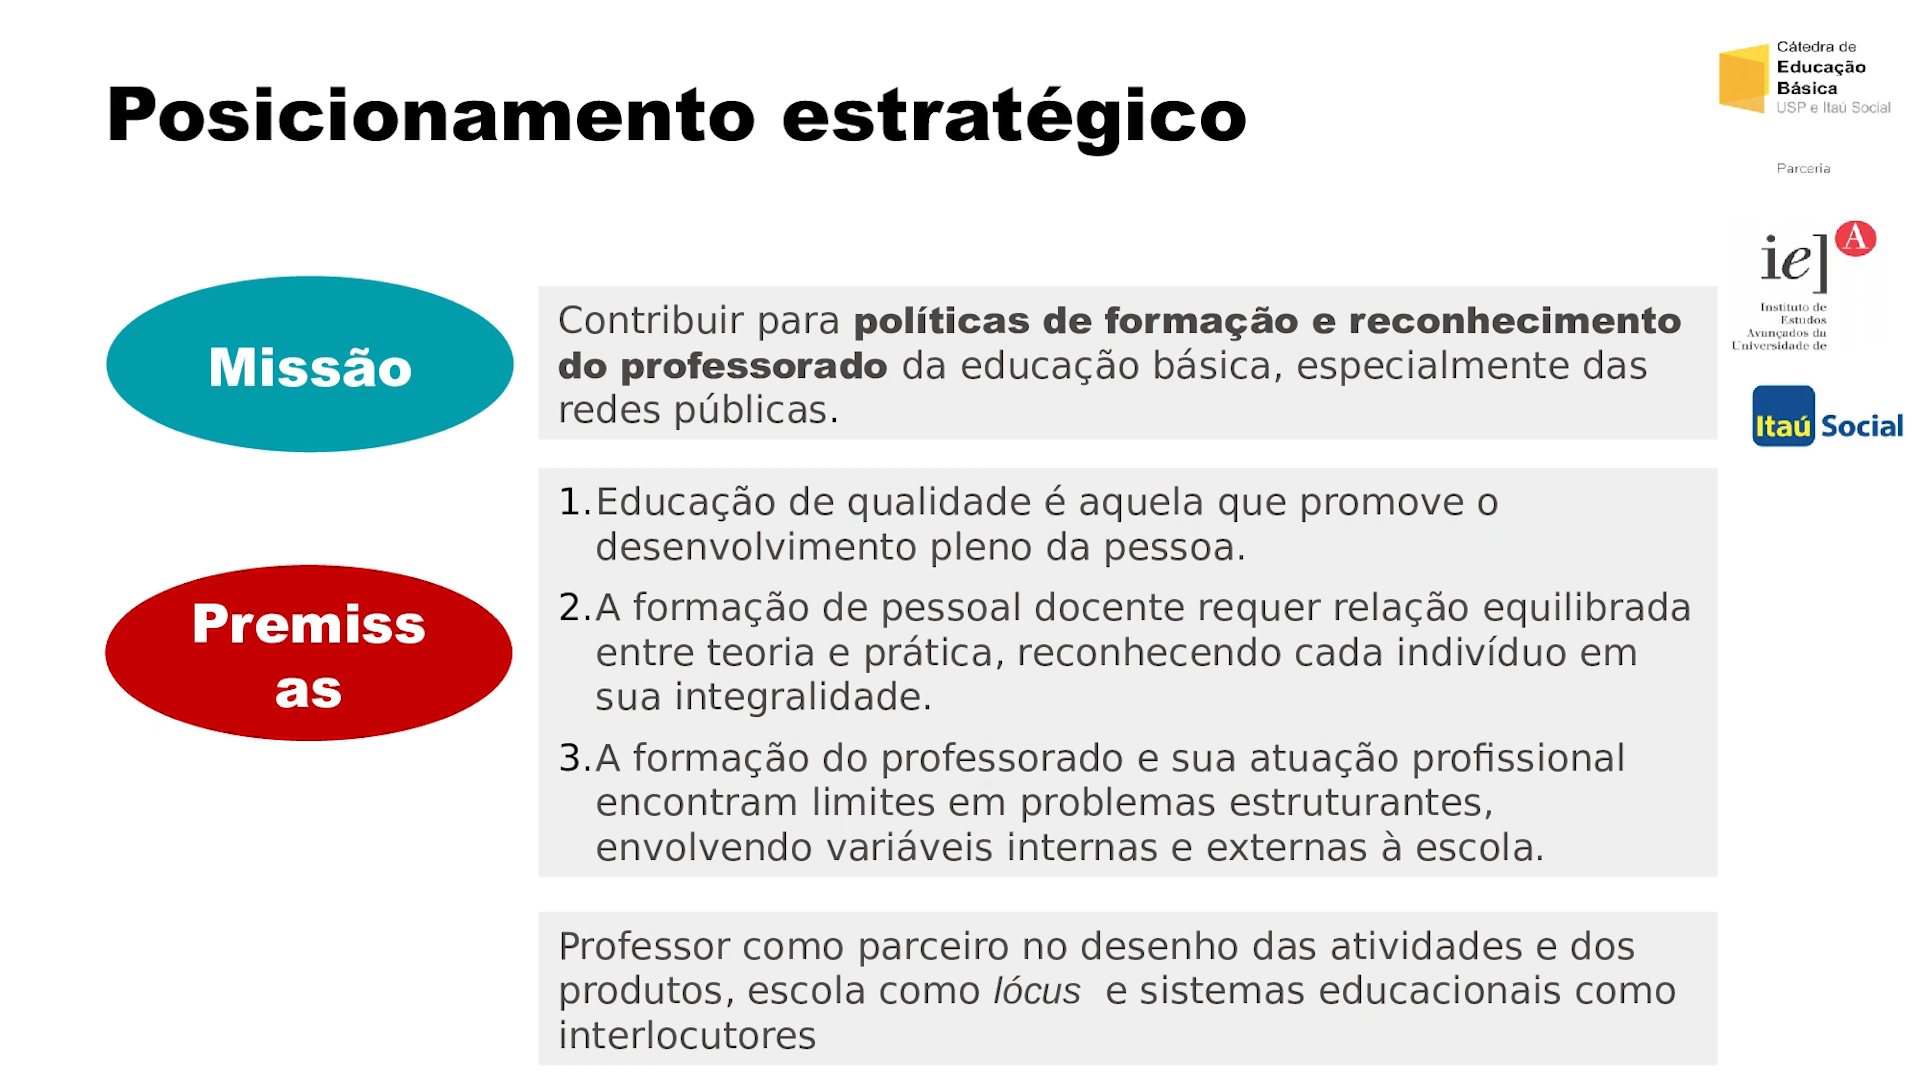 Posicionamento estratégico
Cátedra de
Educação
Básica
USP e Itaú Social
Parceria
ie]A
Instituto de
Estudos
Avançados da
Universidade de
Itaú Social
Missão
Contribuir para políticas de formação e reconhecimento
do professorado da educação básica, especialmente das
redes públicas.
Premiss
as
1.Educação de qualidade é aquela que promove o
desenvolvimento pleno da pessoa.
2.A formação de pessoal docente requer relação equilibrada
entre teoria e prática, reconhecendo cada indivíduo em
sua integralidade.
3.A formação do professorado e sua atuação profissional
encontram limites em problemas estruturantes,
envolvendo variáveis internas e externas à escola.
Professor como parceiro no desenho das atividades e dos
produtos, escola como lócus e sistemas educacionais como
interlocutores